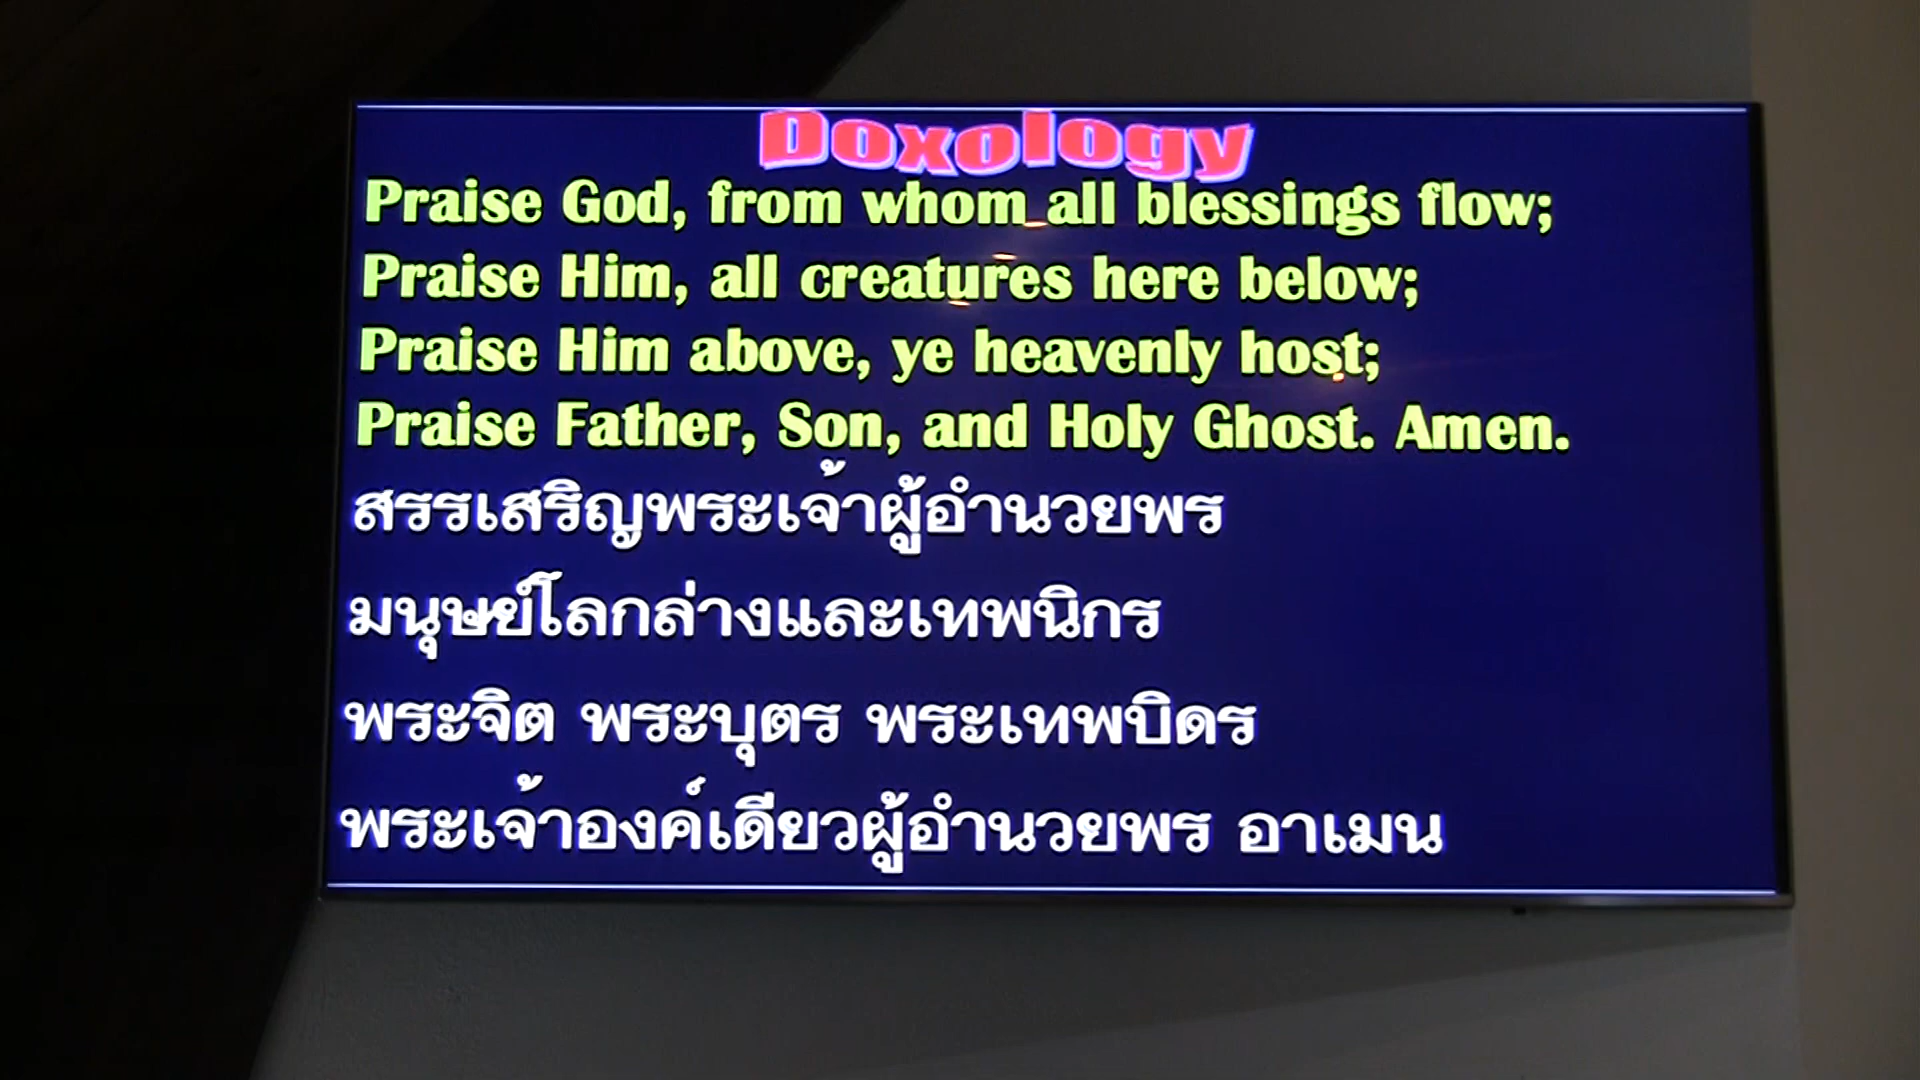 Doxology
Praise God, from whom all blessings flow;
Praise Him, all creatures here below;
Praise Him above, ye heavenly host;
Praise Father, Son, and Holy Ghost. Amen.
สรรเสริญพระเจ้าผู้อำนวยพร
มนุษย์โลกล่างและเทพนิกร
พระจิต พระบุตร พระเทพบิดร
พระเจ้าองค์เดียวผู้อำนวยพร อาเมน